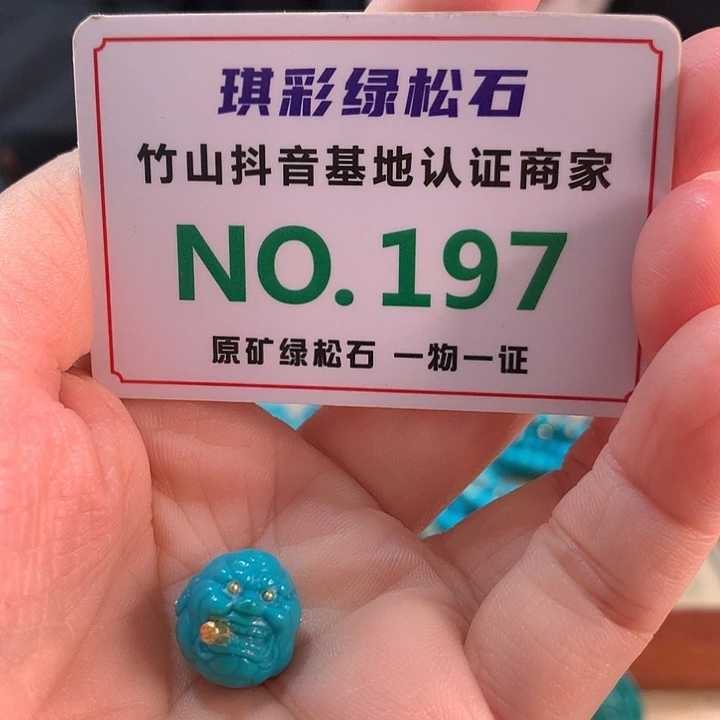 琪彩绿松石
竹山抖音基地认证商家
NO.197
原矿绿松石 一物一证